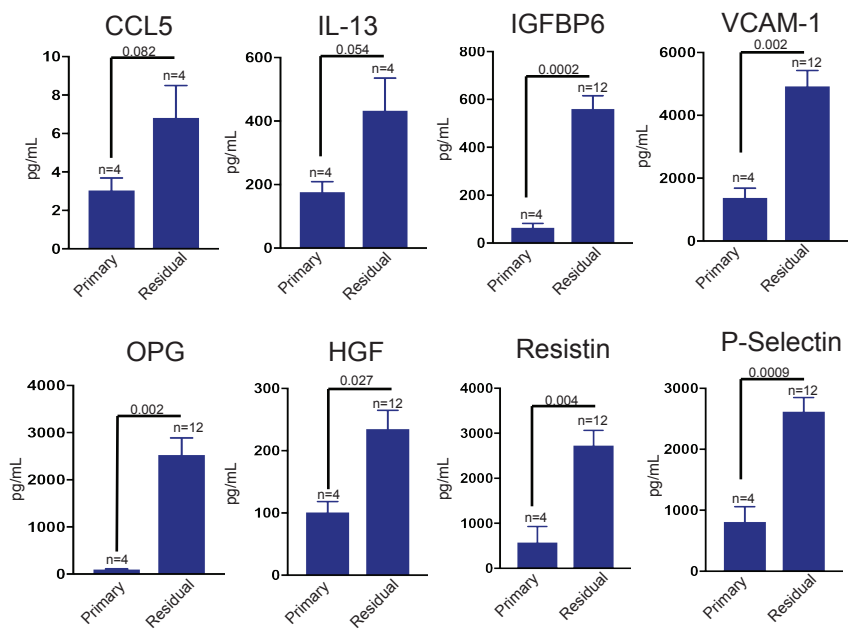 CCL5
0.082
n=4
n=4
10
8
6
4
2
0
pg/mL
Primary
Residual
IL-13
0.054
n=4
n=4
600
400
200
0
pg/mL
Primary
Residual
IGFBP6
0.0002
n=12
n=4
800
600
400
200
0
pg/mL
Primary
Residual
VCAM-1
0.002
n=12
n=4
6000
4000
2000
0
pg/mL
Primary
Residual
OPG
0.002
n=12
n=4
4000
3000
2000
1000
0
pg/mL
Primary
Residual
HGF
0.027
n=12
n=4
300
200
100
0
pg/mL
Primary
Residual
Resistin
0.004
n=12
n=4
4000
3000
2000
1000
0
pg/mL
Primary
Residual
P-Selectin
0.0009
n=12
n=4
3000
2000
1000
0
pg/mL
Primary
Residual